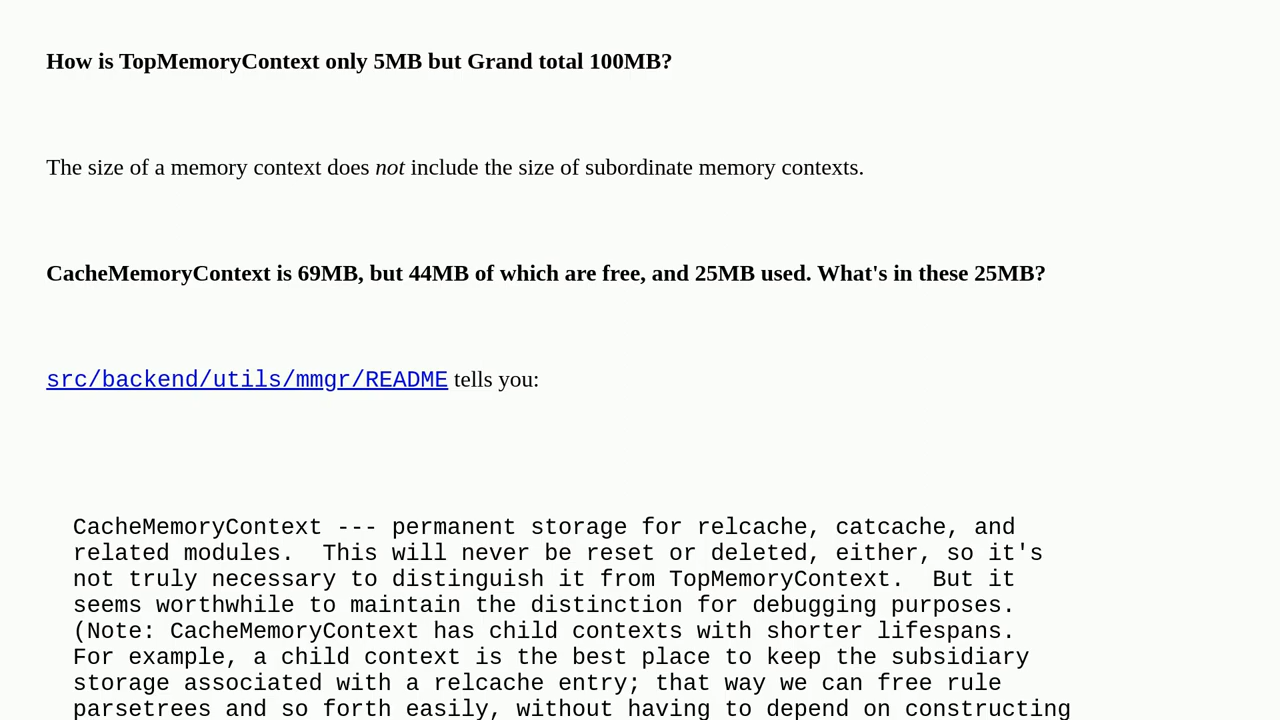 How is TopMemoryContext only 5MB but Grand total 100MB?
The size of a memory context does not include the size of subordinate memory contexts.
CacheMemoryContext is 69MB, but 44MB of which are free, and 25MB used. What's in these 25MB?
src/backend/utils/mmgr/README tells you:
CacheMemoryContext --- permanent storage for relcache, catcache, and
related modules.  This will never be reset or deleted, either, so it's
not truly necessary to distinguish it from TopMemoryContext.  But it
seems worthwhile to maintain the distinction for debugging purposes.
(Note: CacheMemoryContext has child contexts with shorter lifespans.
For example, a child context is the best place to keep the subsidiary
storage associated with a relcache entry; that way we can free rule
parsetrees and so forth easily, without having to depend on constructing